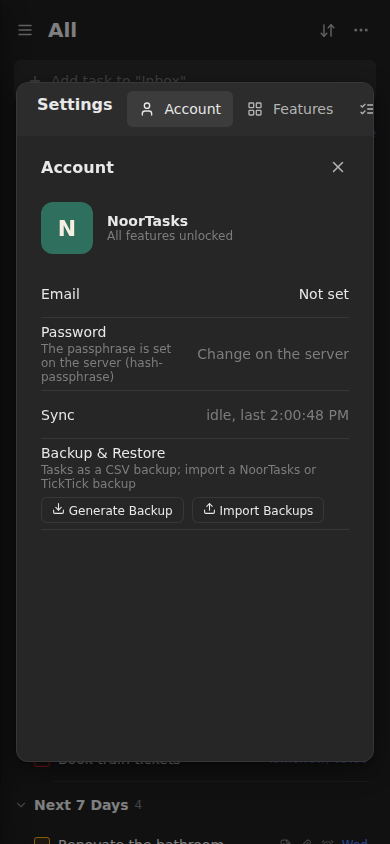 All
Add task to "Inbox"
Settings
Account
Features
Account
N
NoorTasks
All features unlocked
Email
Not set
Password
The passphrase is set
on the server (hash-
passphrase)
Change on the server
Sync
idle, last 2:00:48 PM
Backup & Restore
Tasks as a CSV backup; import a NoorTasks or
TickTick backup
Generate Backup
Import Backups
Book train tickets
Next 7 Days 4
Renovate the bathroom
Wed